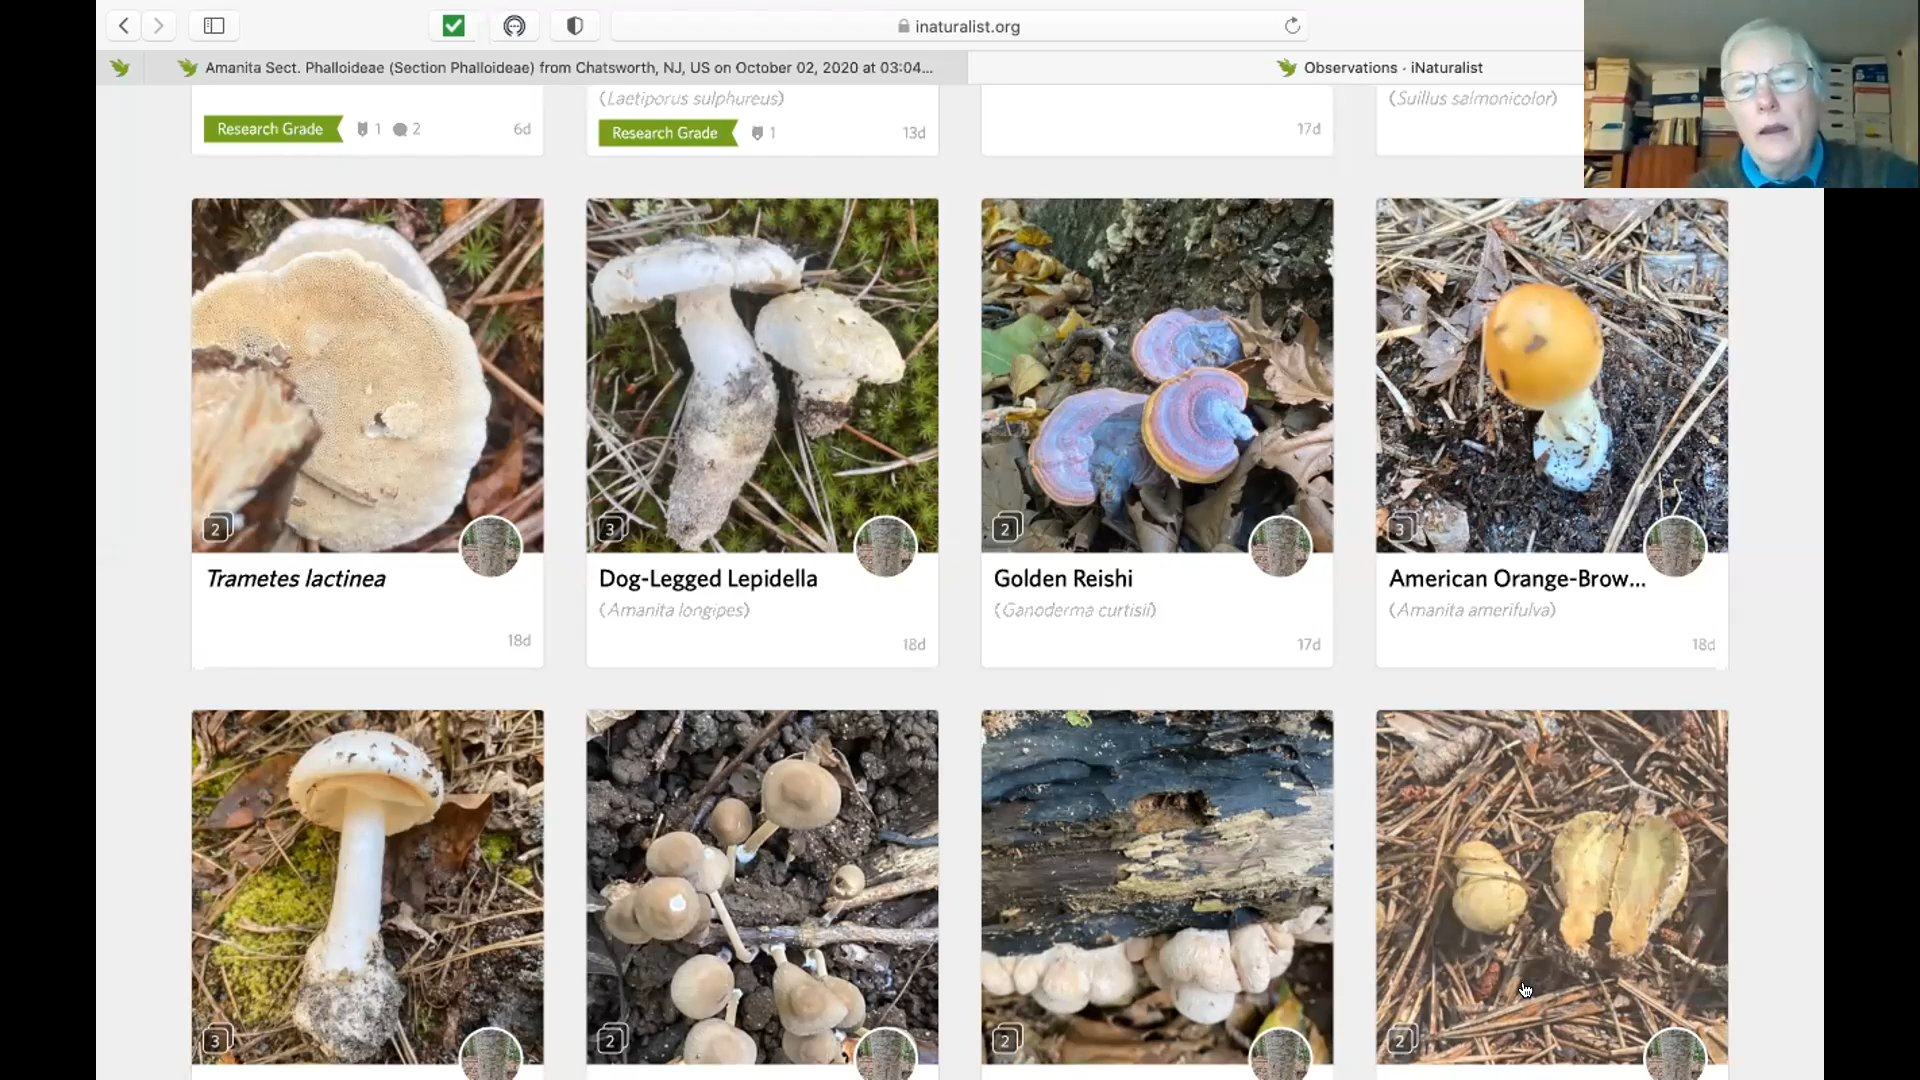 inaturalist.org
Amanita Sect. Phalloideae (Section Phalloideae) from Chatsworth, NJ, US on October 02, 2020 at 03:04...
Observations · iNaturalist
(Laetiporus sulphureus)
(Suillus salmonicolor)
Research Grade 1 2 6d
Research Grade 1 13d
17d
2
3
2
3
Trametes lactinea
Dog-Legged Lepidella
Golden Reishi
American Orange-Brow...
(Amanita longipes)
(Ganoderma curtisii)
(Amanita amerifulva)
18d
18d
17d
18d
3
2
2
2